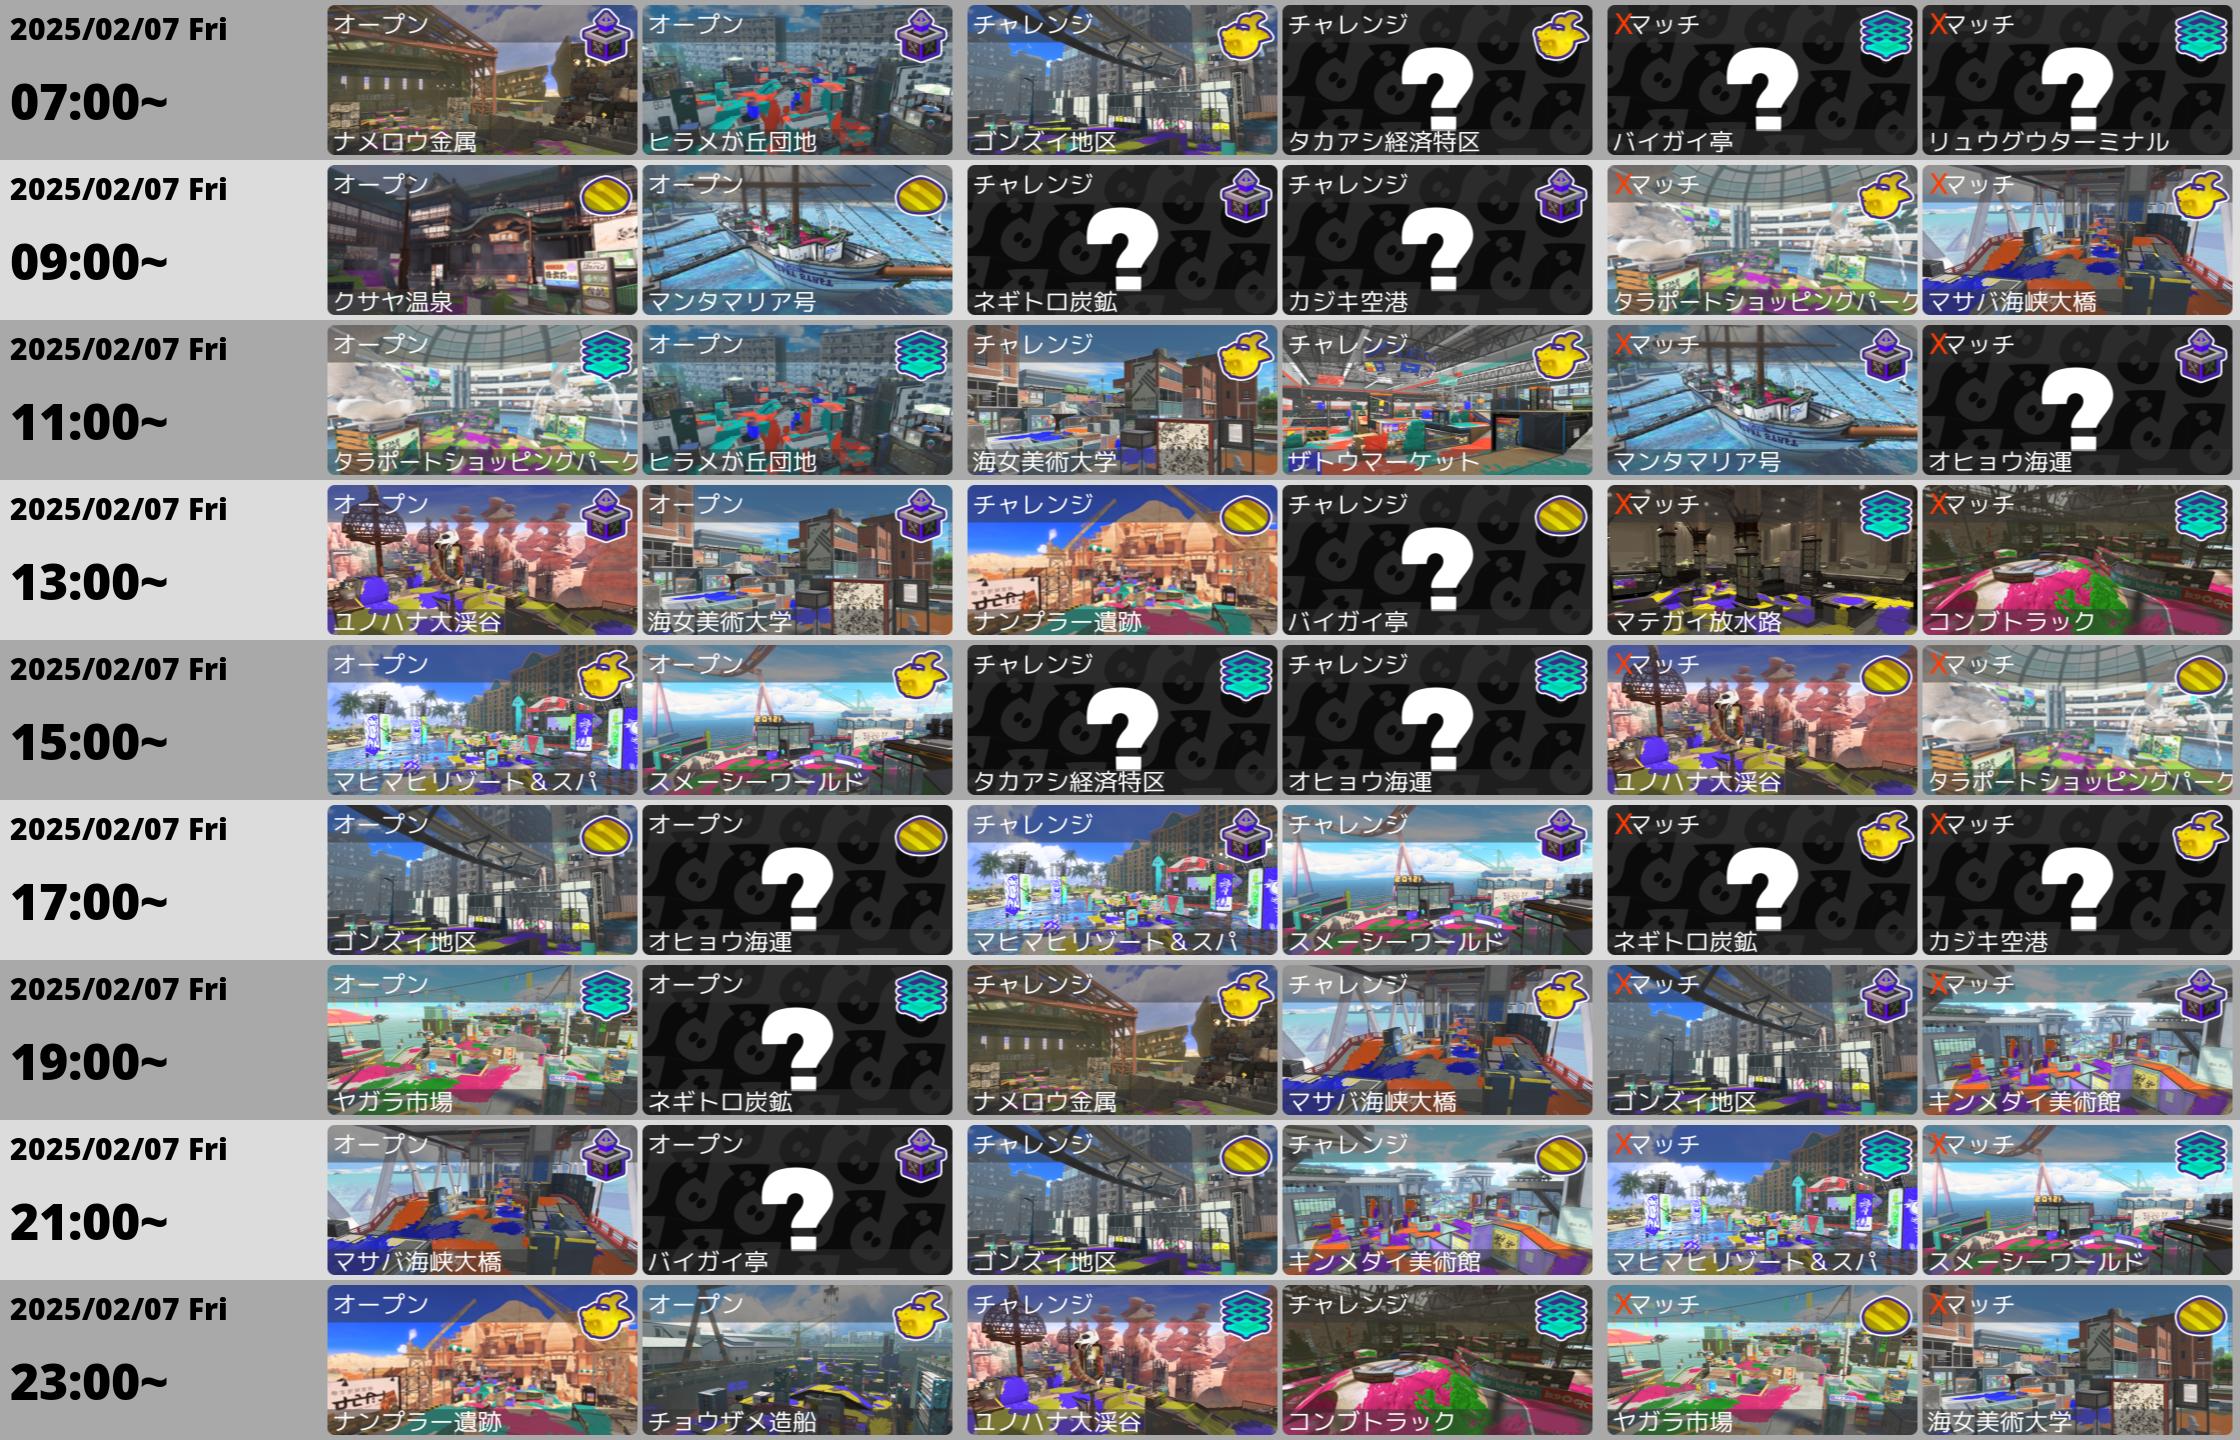 2025/02/07 Fri
07:00~
オープン
ナメロウ金属
オープン
ヒラメが丘団地
チャレンジ
ゴンズイ地区
チャレンジ
?
タカアシ経済特区
Xマッチ
?
バイガイ亭
Xマッチ
?
リュウグウターミナル
2025/02/07 Fri
09:00~
オープン
クサヤ温泉
オープン
マンタマリア号
チャレンジ
?
ネギトロ炭鉱
チャレンジ
?
カジキ空港
Xマッチ
タラポートショッピングパーク
Xマッチ
マサバ海峡大橋
2025/02/07 Fri
11:00~
オープン
タラポートショッピングパーク
オープン
ヒラメが丘団地
チャレンジ
海女美術大学
チャレンジ
ザトウマーケット
Xマッチ
マンタマリア号
Xマッチ
?
オヒョウ海運
2025/02/07 Fri
13:00~
オープン
ユノハナ大渓谷
オープン
海女美術大学
チャレンジ
ナンプラー遺跡
チャレンジ
?
バイガイ亭
Xマッチ
マテガイ放水路
Xマッチ
コンブトラック
2025/02/07 Fri
15:00~
オープン
マヒマヒリゾート＆スパ
オープン
スメーシーワールド
チャレンジ
?
タカアシ経済特区
チャレンジ
?
オヒョウ海運
Xマッチ
ユノハナ大渓谷
Xマッチ
タラポートショッピングパーク
2025/02/07 Fri
17:00~
オープン
ゴンズイ地区
オープン
?
オヒョウ海運
チャレンジ
マヒマヒリゾート＆スパ
チャレンジ
スメーシーワールド
Xマッチ
?
ネギトロ炭鉱
Xマッチ
?
カジキ空港
2025/02/07 Fri
19:00~
オープン
ヤガラ市場
オープン
?
ネギトロ炭鉱
チャレンジ
ナメロウ金属
チャレンジ
マサバ海峡大橋
Xマッチ
ゴンズイ地区
Xマッチ
キンメダイ美術館
2025/02/07 Fri
21:00~
オープン
マサバ海峡大橋
オープン
?
バイガイ亭
チャレンジ
ゴンズイ地区
チャレンジ
キンメダイ美術館
Xマッチ
マヒマヒリゾート＆スパ
Xマッチ
スメーシーワールド
2025/02/07 Fri
23:00~
オープン
ナンプラー遺跡
オープン
チョウザメ造船
チャレンジ
ユノハナ大渓谷
チャレンジ
コンブトラック
Xマッチ
ヤガラ市場
Xマッチ
海女美術大学